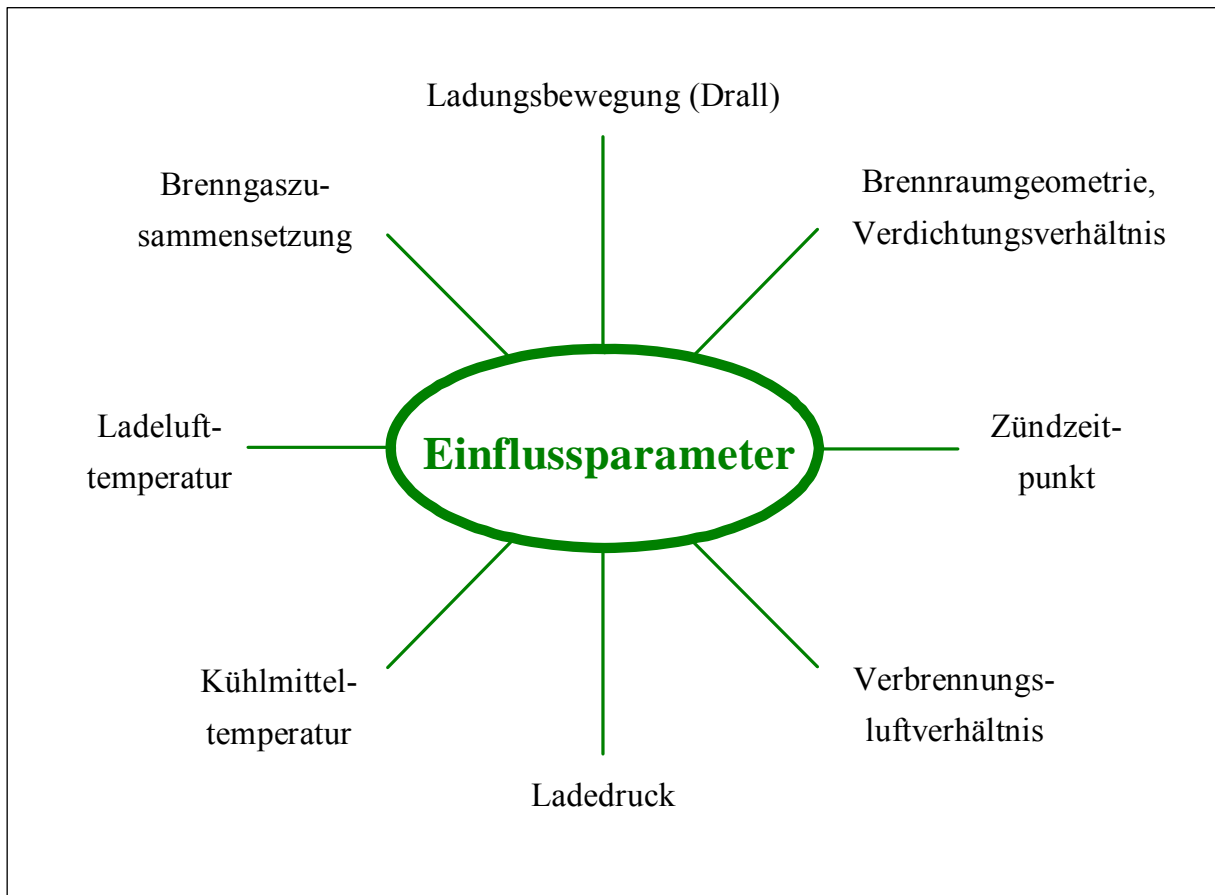 Ladungsbewegung (Drall)
Brenngaszu-
sammensetzung
Brennraumgeometrie,
Verdichtungsverhältnis
Ladeluft-
temperatur
Einflussparameter
Zündzeit-
punkt
Kühlmittel-
temperatur
Verbrennungs-
luftverhältnis
Ladedruck